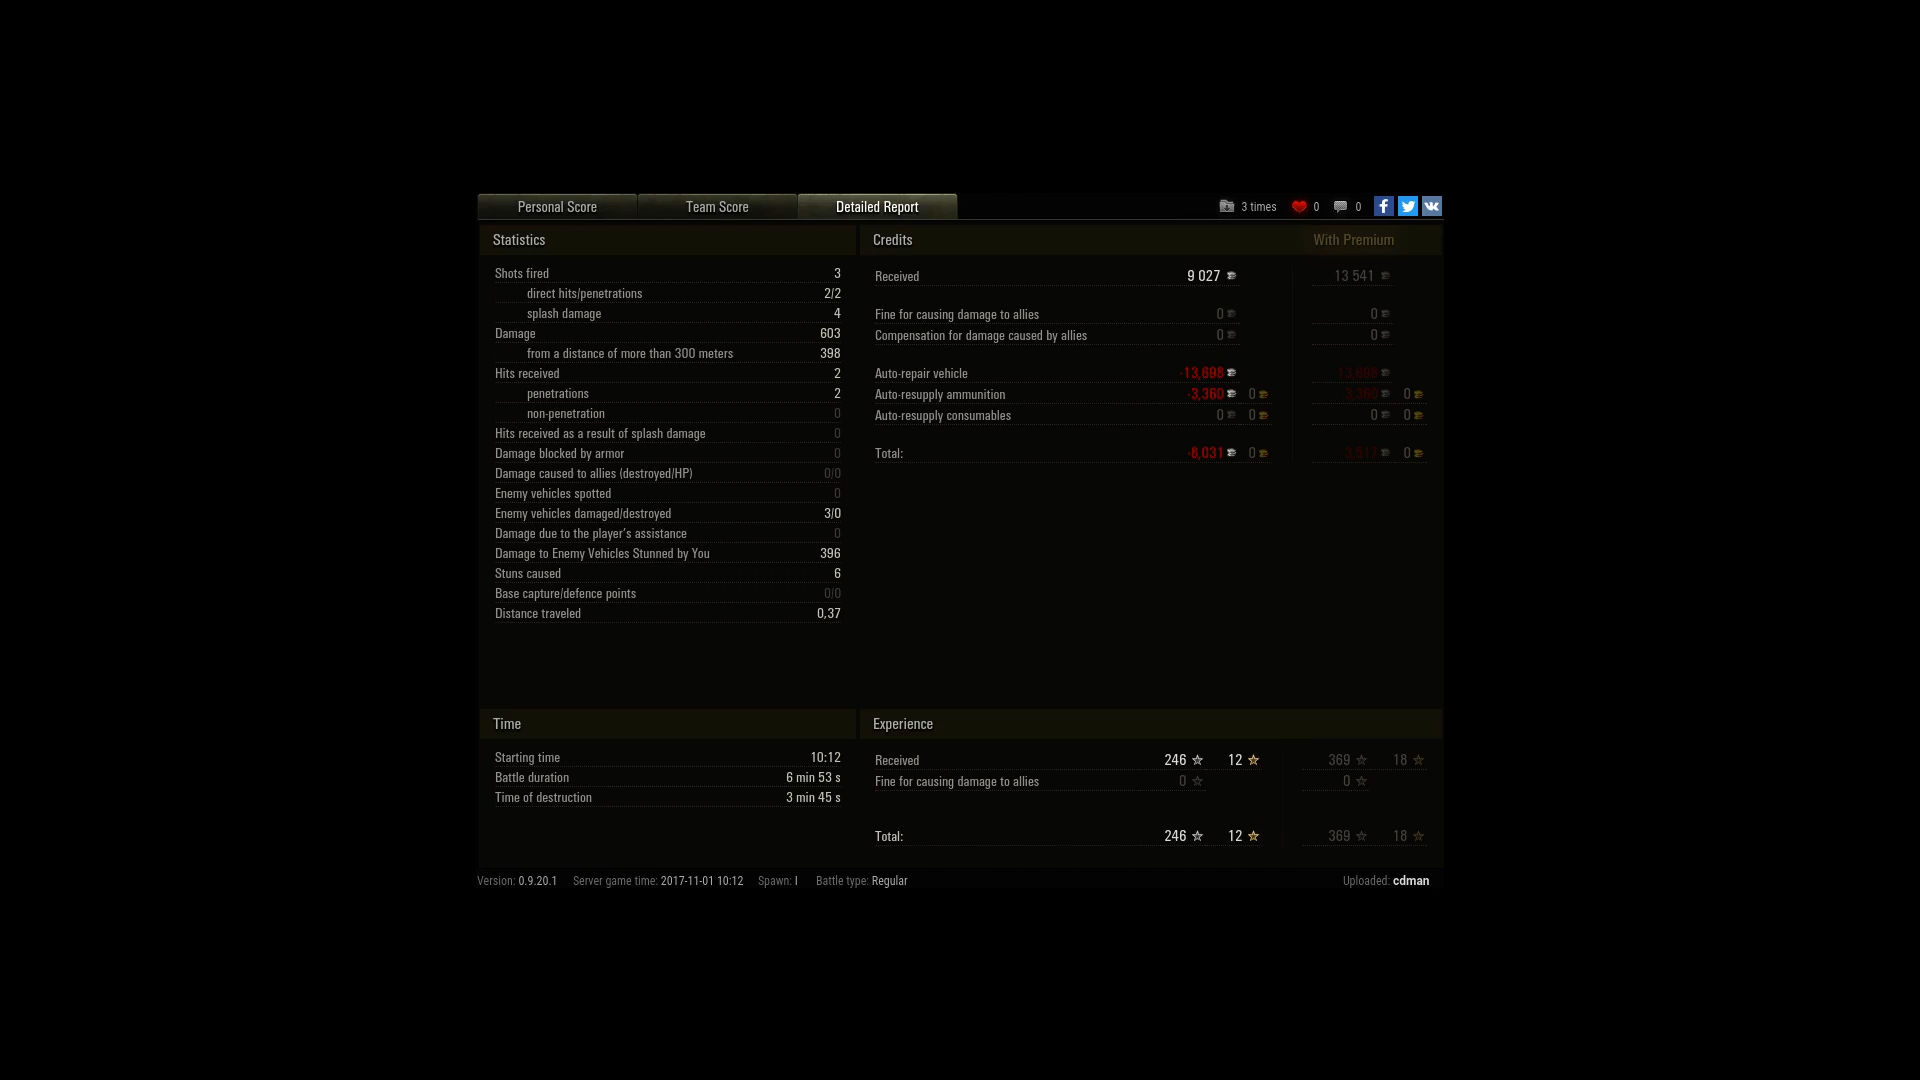 Personal Score Team Score Detailed Report 3 times 0 0
Statistics
Shots fired 3
direct hits/penetrations 2/2
splash damage 4
Damage 603
from a distance of more than 300 meters 398
Hits received 2
penetrations 2
non-penetration 0
Hits received as a result of splash damage 0
Damage blocked by armor 0
Damage caused to allies (destroyed/HP) 0/0
Enemy vehicles spotted 0
Enemy vehicles damaged/destroyed 3/0
Damage due to the player's assistance 0
Damage to Enemy Vehicles Stunned by You 396
Stuns caused 6
Base capture/defence points 0/0
Distance traveled 0,37
Credits With Premium
Received 9 027 13 541
Fine for causing damage to allies 0 0
Compensation for damage caused by allies 0 0
Auto-repair vehicle -13,698 13,698
Auto-resupply ammunition -3,360 0 3,360 0
Auto-resupply consumables 0 0 0 0
Total: -8,031 0 3,517 0
Time
Starting time 10:12
Battle duration 6 min 53 s
Time of destruction 3 min 45 s
Experience
Received 246 12 369 18
Fine for causing damage to allies 0 0
Total: 246 12 369 18
Version: 0.9.20.1 Server game time: 2017-11-01 10:12 Spawn: I Battle type: Regular Uploaded: cdman